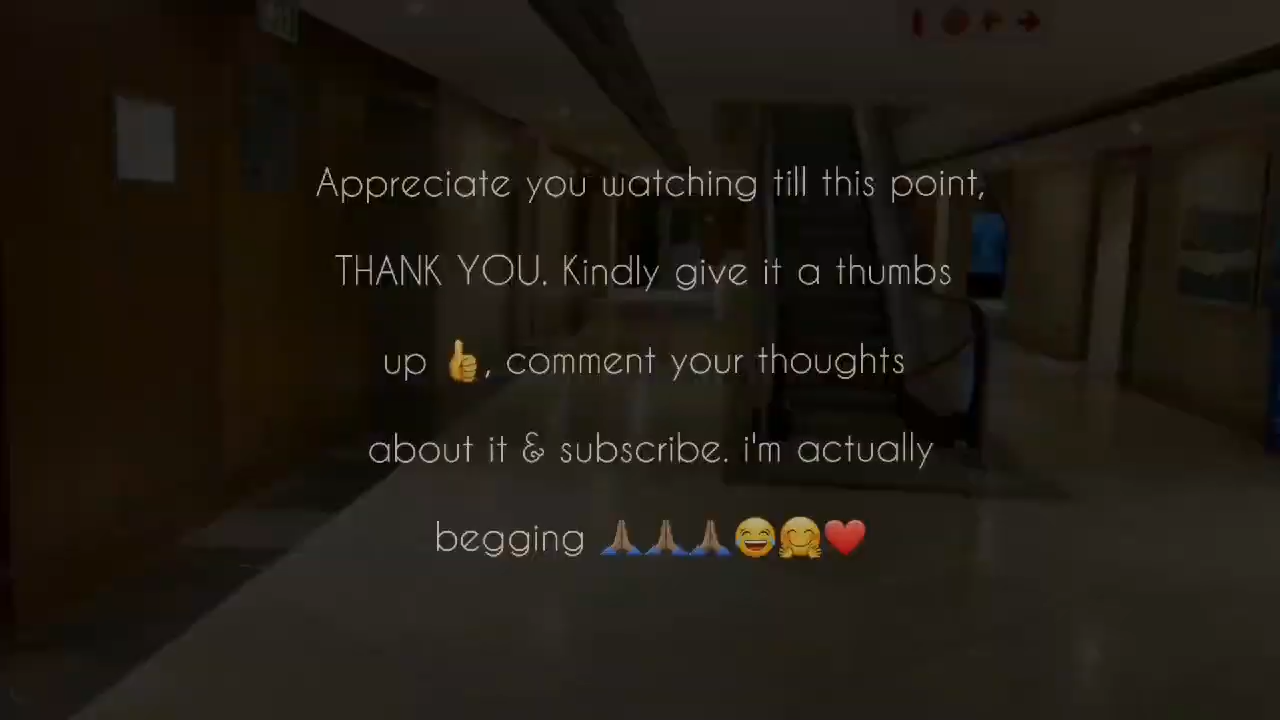 Appreciate you watching till this point,
THANK YOU. Kindly give it a thumbs
up 👍, comment your thoughts
about it & subscribe. i'm actually
begging 🙏🏽🙏🏽🙏🏽😂🤗❤️